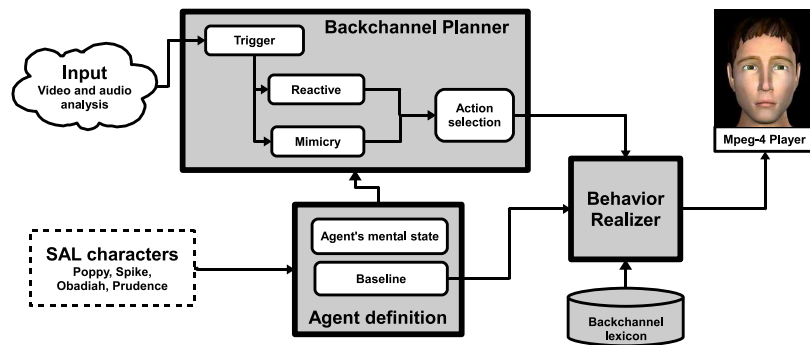 Backchannel Planner
Input
Video and audio
analysis
Trigger
Reactive
Mimicry
Action
selection
Mpeg-4 Player
Behavior
Realizer
SAL characters
Poppy, Spike,
Obadiah, Prudence
Agent's mental state
Baseline
Agent definition
Backchannel
lexicon